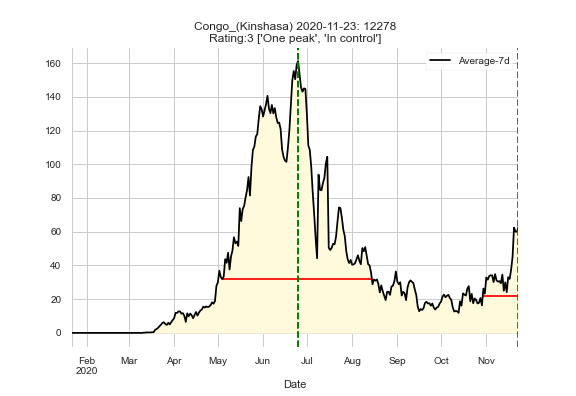 Congo_(Kinshasa) 2020-11-23: 12278
Rating:3 ['One peak', 'In control']
Average-7d
160
140
120
100
80
60
40
20
0
Feb Mar Apr May Jun Jul Aug Sep Oct Nov
2020
Date